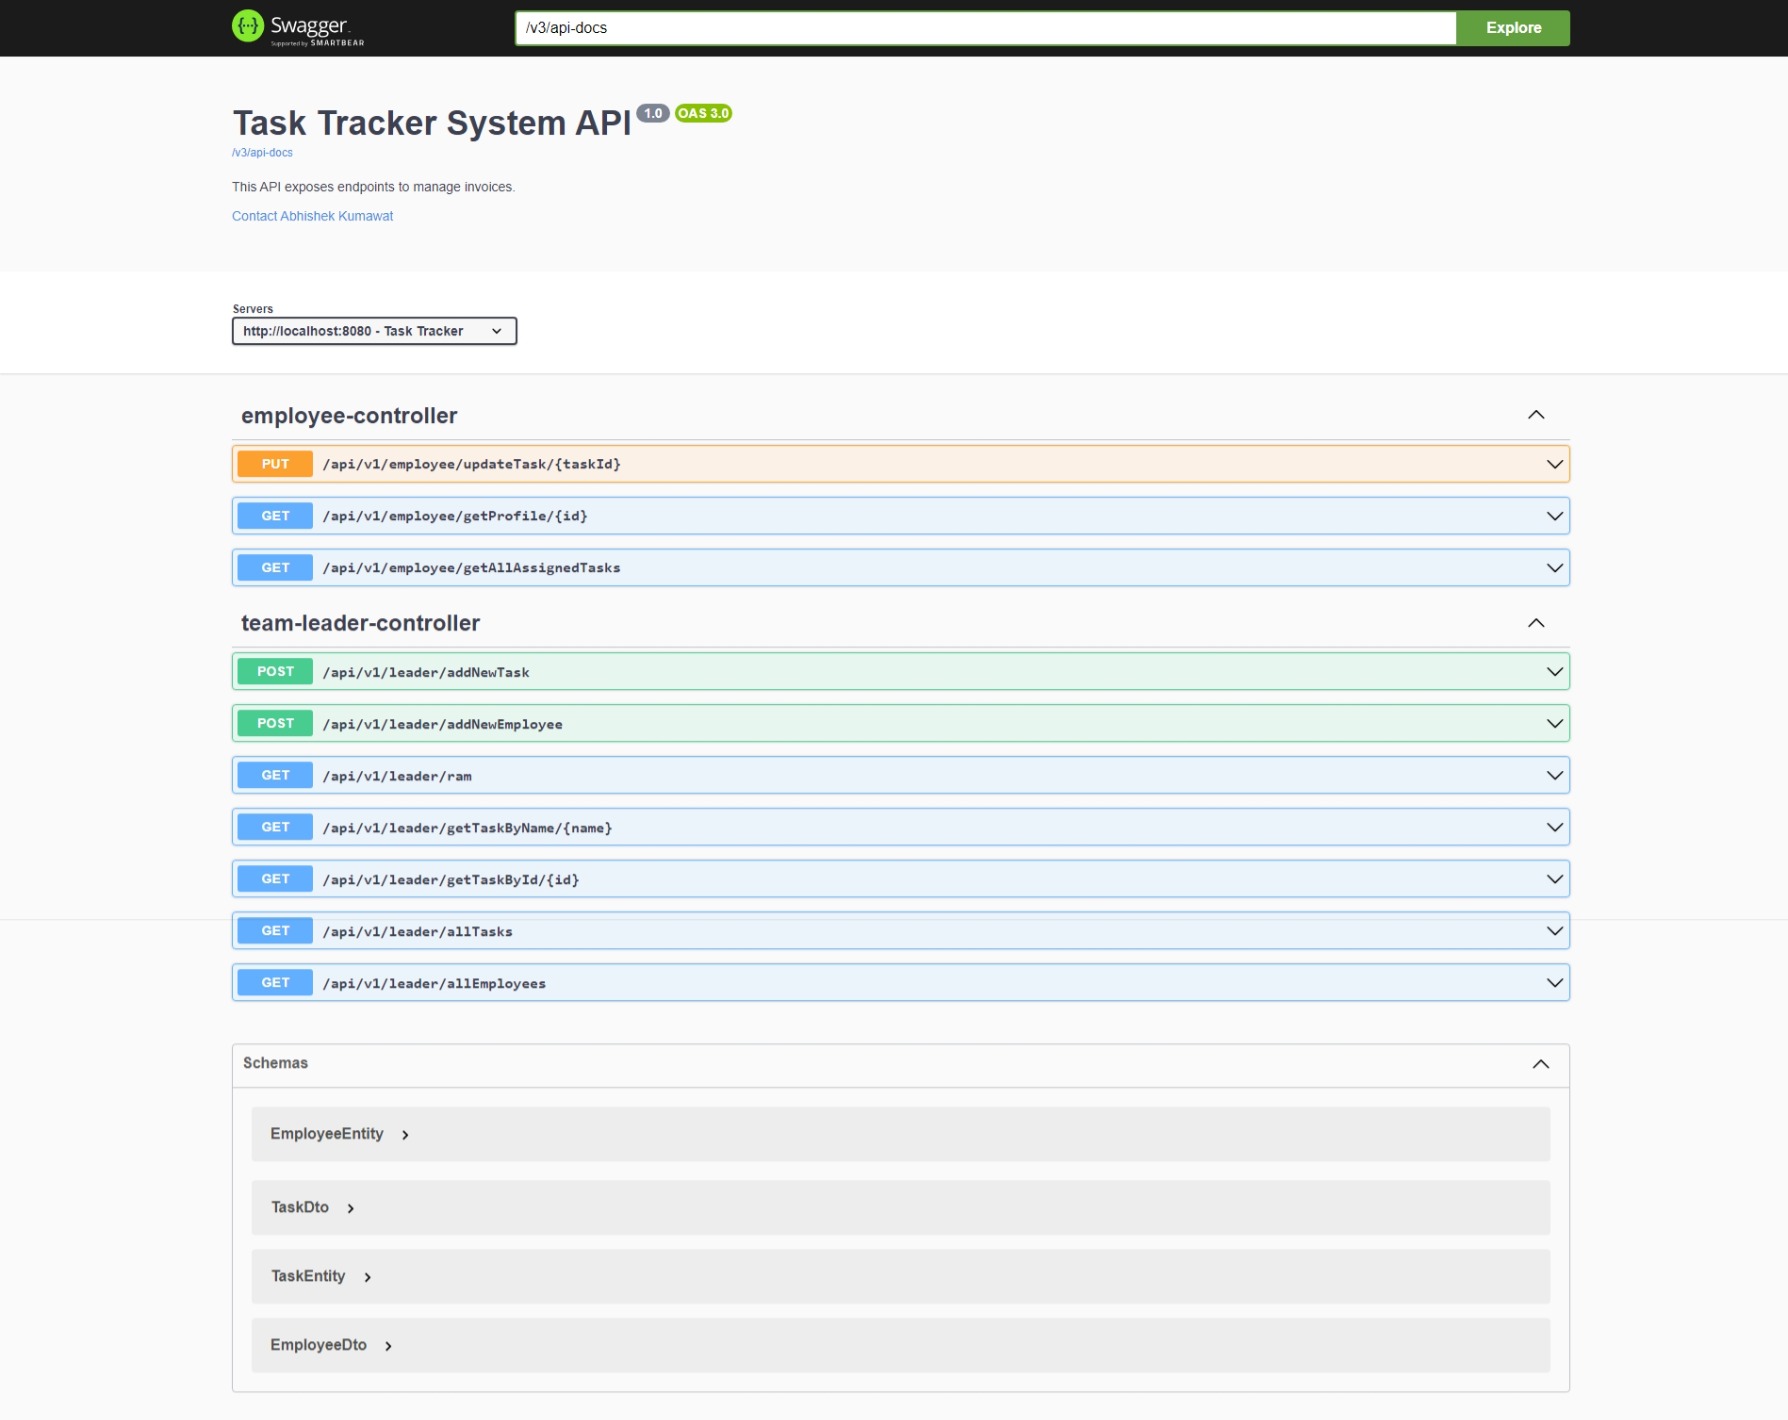 Swagger.
Supported by SMARTBEAR
/v3/api-docs
Explore
Task Tracker System API 1.0 OAS 3.0
/v3/api-docs
This API exposes endpoints to manage invoices.
Contact Abhishek Kumawat
Servers
http://localhost:8080 - Task Tracker
employee-controller
PUT /api/v1/employee/updateTask/{taskId}
GET /api/v1/employee/getProfile/{id}
GET /api/v1/employee/getAllAssignedTasks
team-leader-controller
POST /api/v1/leader/addNewTask
POST /api/v1/leader/addNewEmployee
GET /api/v1/leader/ram
GET /api/v1/leader/getTaskByName/{name}
GET /api/v1/leader/getTaskById/{id}
GET /api/v1/leader/allTasks
GET /api/v1/leader/allEmployees
Schemas
EmployeeEntity
TaskDto
TaskEntity
EmployeeDto